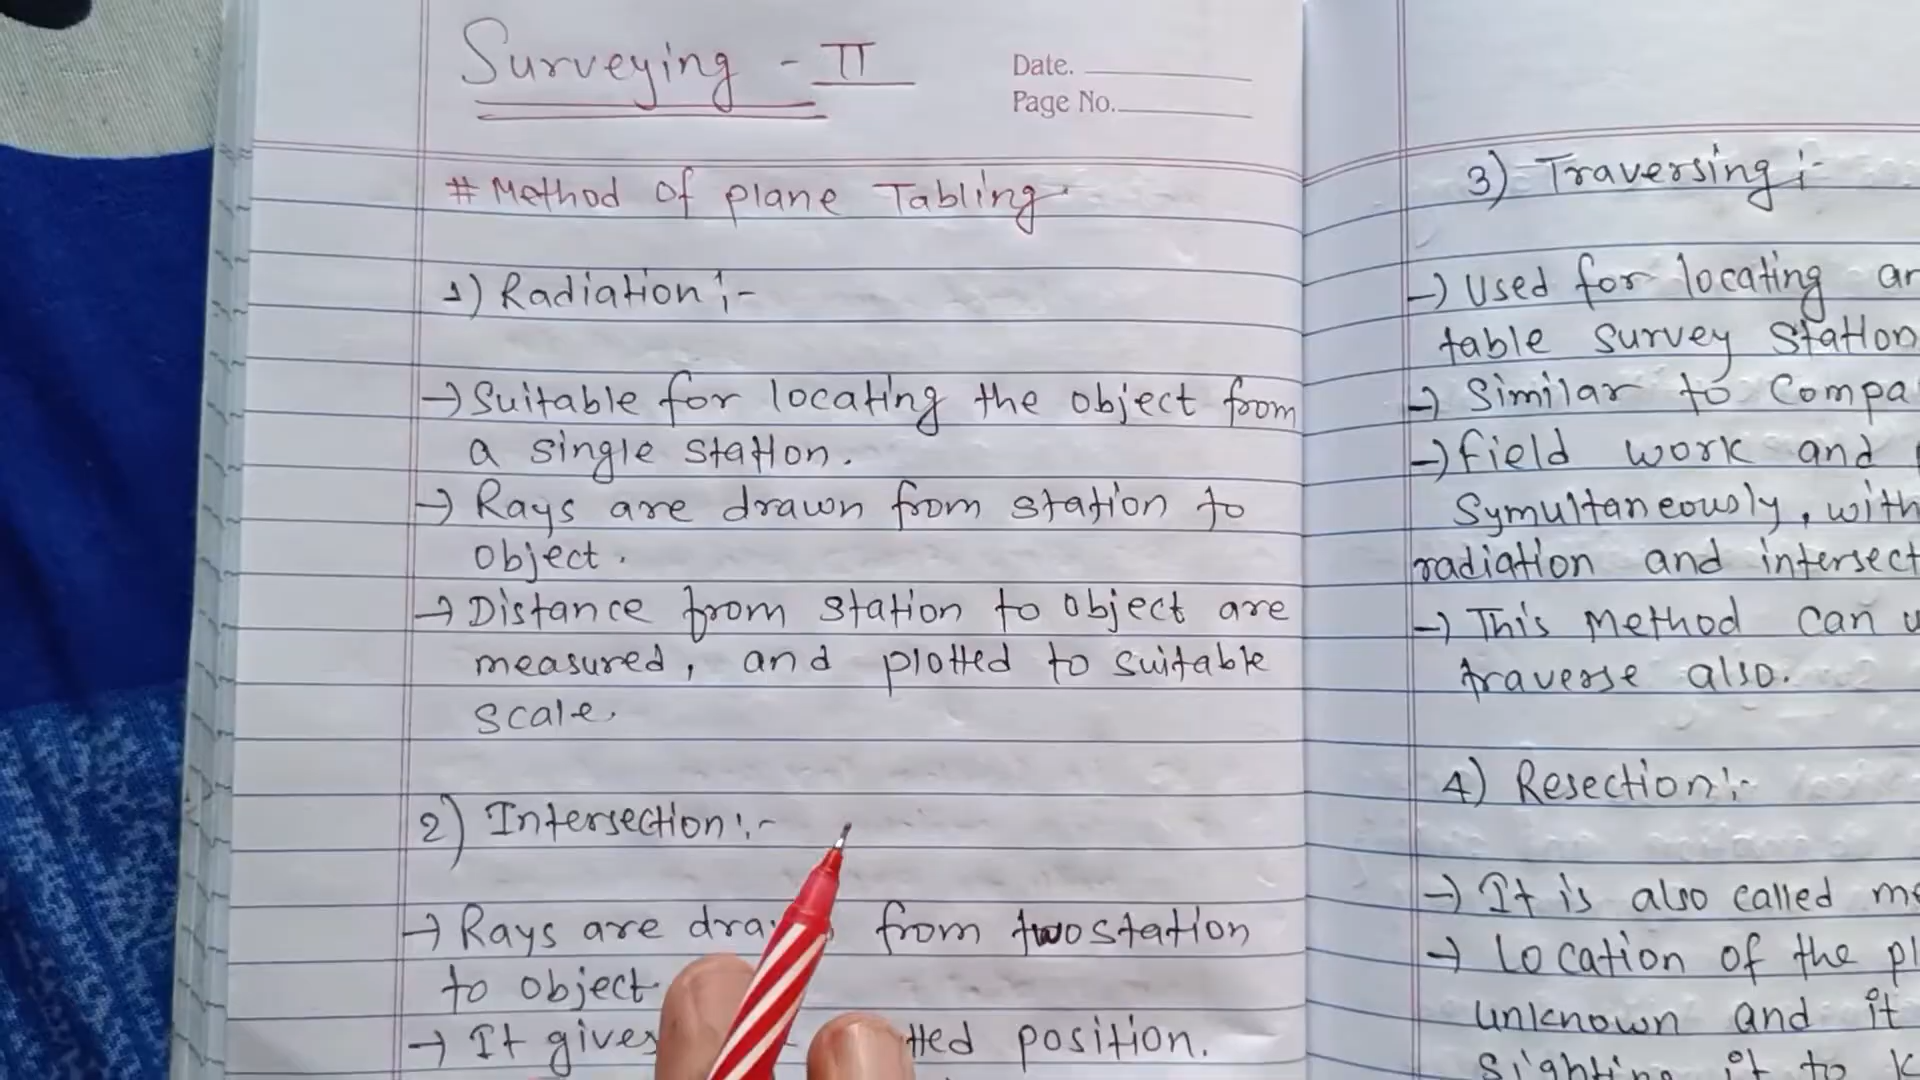 Surveying - II
Date.
Page No.
# Method of plane Tabling
1) Radiation :-
→ Suitable for locating the object from
a single station.
→ Rays are drawn from station to
object.
→ Distance from station to object are
measured, and plotted to suitable
scale.
2) Intersection :-
→ Rays are from two station
to object.
→ It gives position.
3) Traversing :-
→ Used for locating
table survey station
→ Similar to
→ field work and
Symultaneously, with
radiation and
→ This method can
traverse also.
4) Resection :-
→ It is also called
→ Location of the
unknown and it
it to